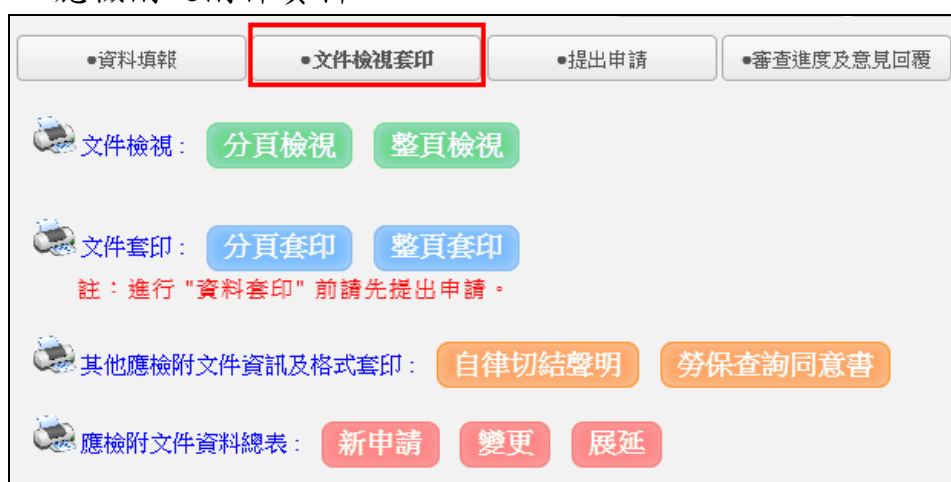 ●資料填報 ●文件檢視套印 ●提出申請 ●審查進度及意見回覆
文件檢視： 分頁檢視 整頁檢視
文件套印： 分頁套印 整頁套印
註：進行 "資料套印" 前請先提出申請。
其他應檢附文件資訊及格式套印： 自律切結聲明 勞保查詢同意書
應檢附文件資料總表： 新申請 變更 展延